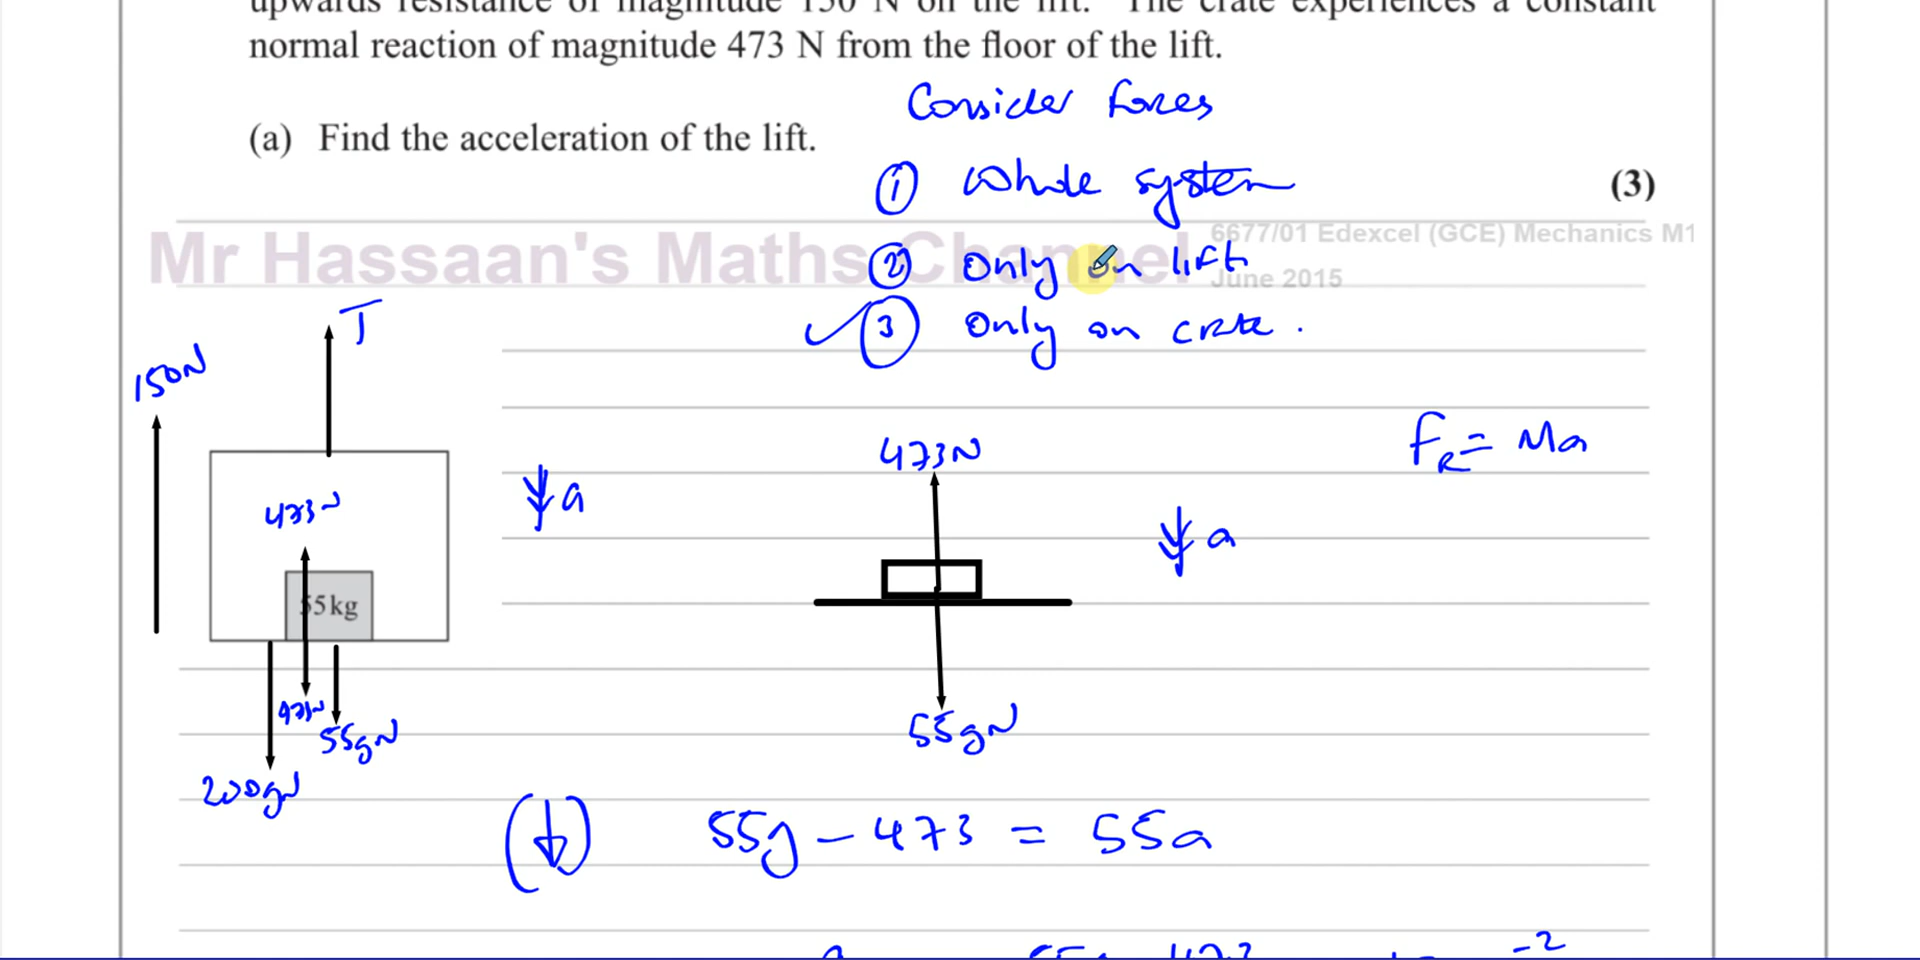 upwards resistance of magnitude 150 N on the lift. The crate experiences a constant
normal reaction of magnitude 473 N from the floor of the lift.
Consider forces
(a) Find the acceleration of the lift.
① Whole system
(3)
Mr Hassaan's Maths Channel
6677/01 Edexcel (GCE) Mechanics M1
June 2015
② Only on lift
③ Only on crate.
T
150N
F_R = Ma
473N
a
473N
a
55kg
473N
55gN
55gN
200gN
(↓) 55g - 473 = 55a
-2